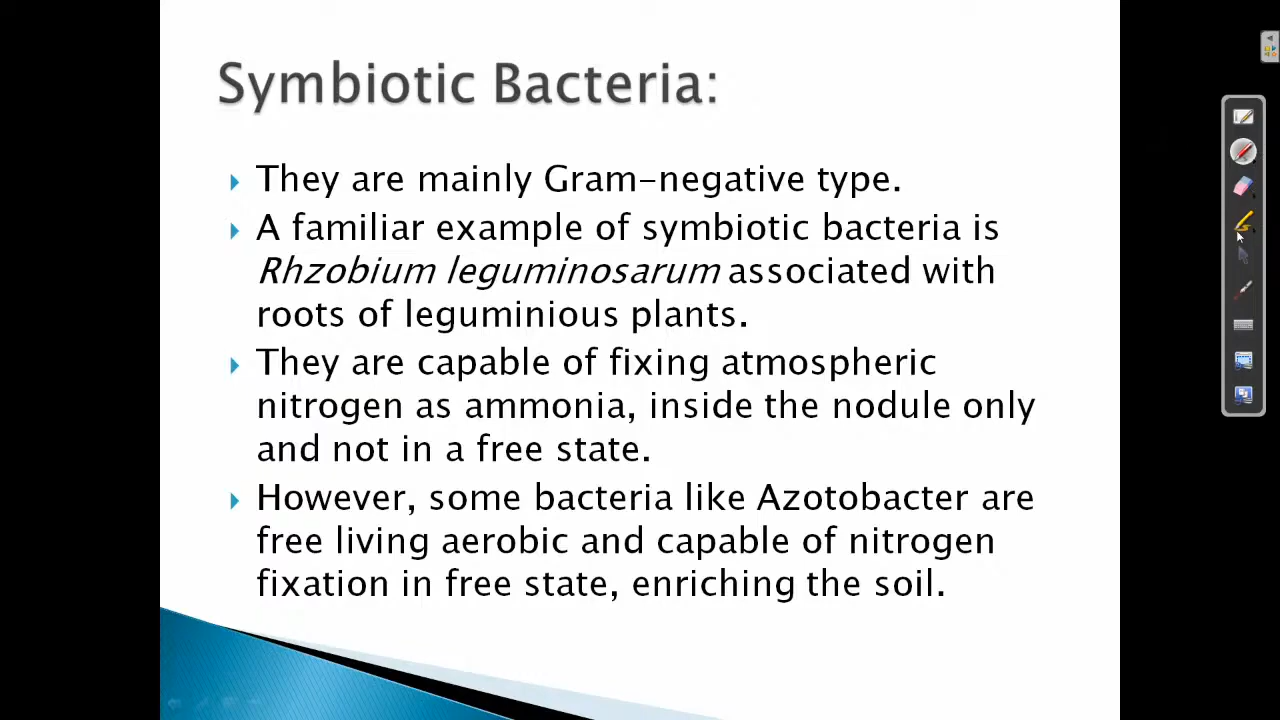 Symbiotic Bacteria:
They are mainly Gram-negative type.
A familiar example of symbiotic bacteria is
Rhzobium leguminosarum associated with
roots of leguminious plants.
They are capable of fixing atmospheric
nitrogen as ammonia, inside the nodule only
and not in a free state.
However, some bacteria like Azotobacter are
free living aerobic and capable of nitrogen
fixation in free state, enriching the soil.